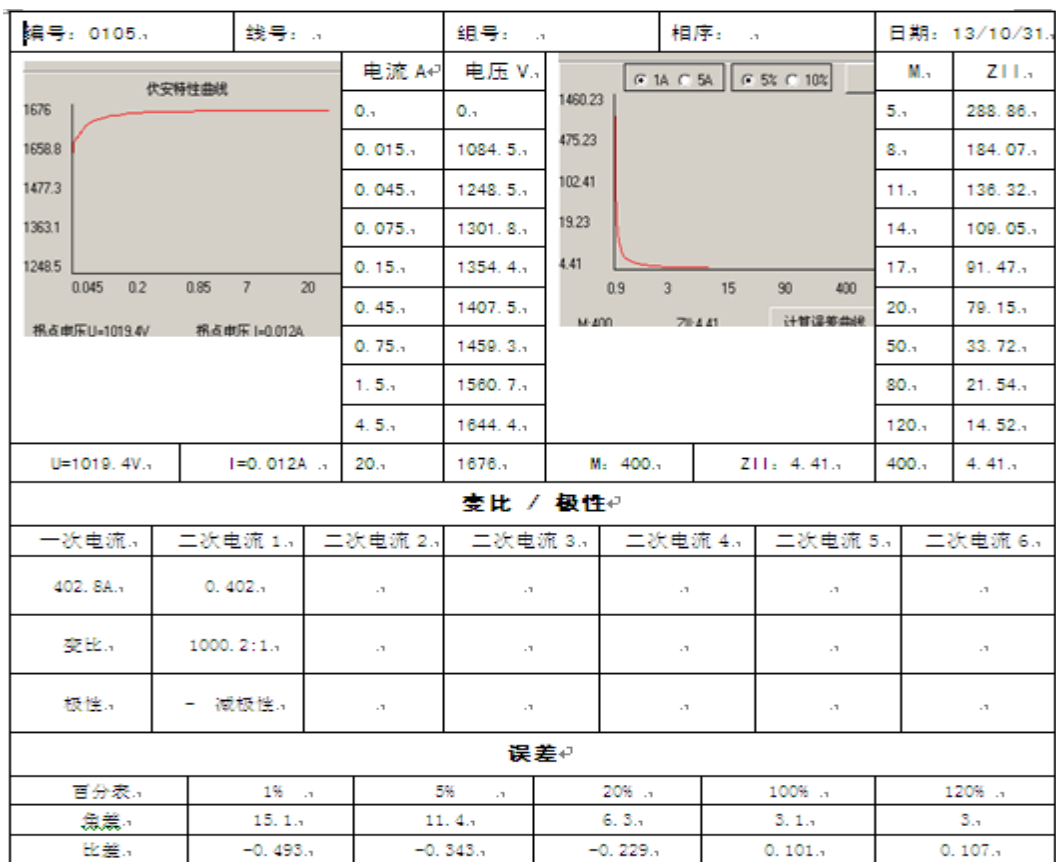 编号: 0105. 线号: 组号: 相序: 日期: 13/10/31.
电流 A 电压 V M Z I I
伏安特性曲线
1676
1658.8
1477.3
1363.1
1248.5
0.045 0.2 0.85 7 20
拐点电压U=1019.4V 拐点电压 I=0.012A
0 0
0.015 1084.5
0.045 1248.5
0.075 1301.8
0.15 1354.4
0.45 1407.5
0.75 1459.3
1.5 1560.7
4.5 1644.4
1A 5A 5% 10%
1460.23
475.23
102.41
19.23
4.41
0.9 3 15 90 400
M:400 ZII:4.41 计算误差曲线
5 288.86
8 184.07
11 136.32
14 109.05
17 91.47
20 79.15
50 33.72
80 21.54
120 14.52
U=1019.4V I=0.012A 20 1676 M: 400 ZII: 4.41 400 4.41
变比 / 极性
一次电流 二次电流 1 二次电流 2 二次电流 3 二次电流 4 二次电流 5 二次电流 6
402.8A 0.402
变比 1000.2:1
极性 - 减极性
误差
百分表 1% 5% 20% 100% 120%
角差 15.1 11.4 6.3 3.1 3
比差 -0.493 -0.343 -0.229 0.101 0.107